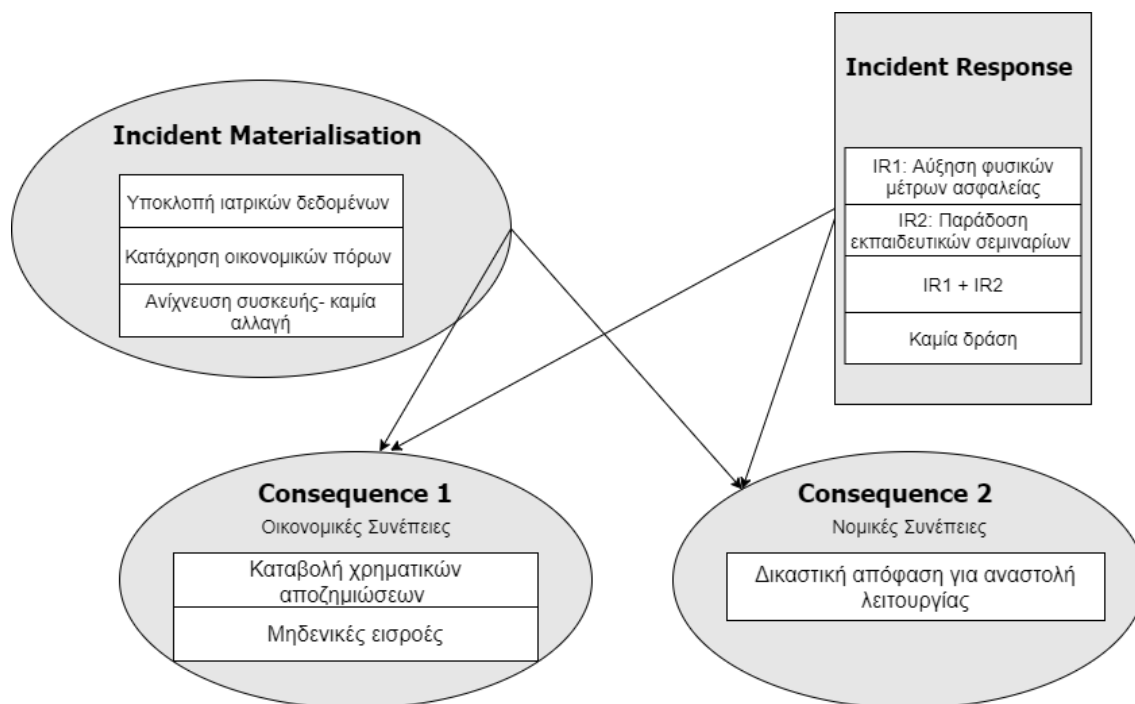 Incident Materialisation
Υποκλοπή ιατρικών δεδομένων
Κατάχρηση οικονομικών πόρων
Ανίχνευση συσκευής- καμία
αλλαγή
Incident Response
IR1: Αύξηση φυσικών
μέτρων ασφαλείας
IR2: Παράδοση
εκπαιδευτικών σεμιναρίων
IR1 + IR2
Καμία δράση
Consequence 1
Οικονομικές Συνέπειες
Καταβολή χρηματικών
αποζημιώσεων
Μηδενικές εισροές
Consequence 2
Νομικές Συνέπειες
Δικαστική απόφαση για αναστολή
λειτουργίας